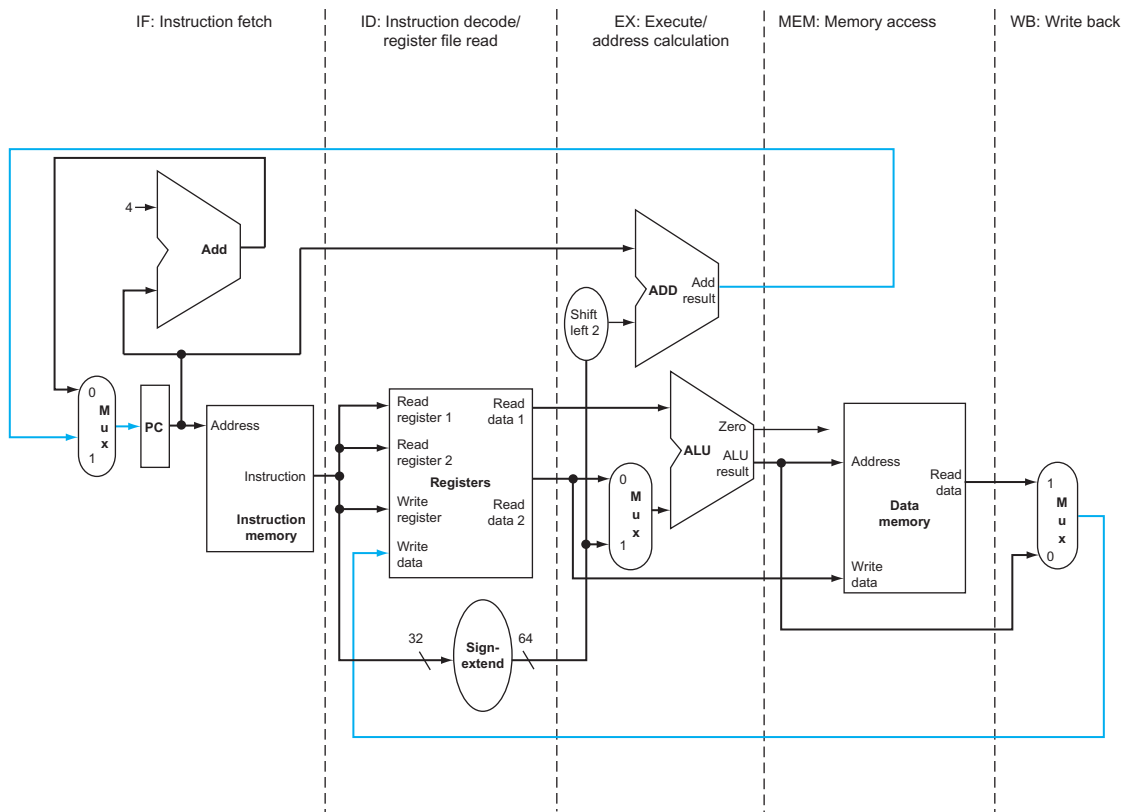 IF: Instruction fetch
ID: Instruction decode/
register file read
EX: Execute/
address calculation
MEM: Memory access
WB: Write back
4
Add
ADD
Add
result
Shift
left 2
0
M
u
x
1
PC
Address
Instruction
Instruction
memory
Read
register 1
Read
data 1
Read
register 2
Registers
Write
register
Read
data 2
Write
data
0
M
u
x
1
Zero
ALU
ALU
result
Address
Read
data
Data
memory
Write
data
1
M
u
x
0
32
Sign-
extend
64